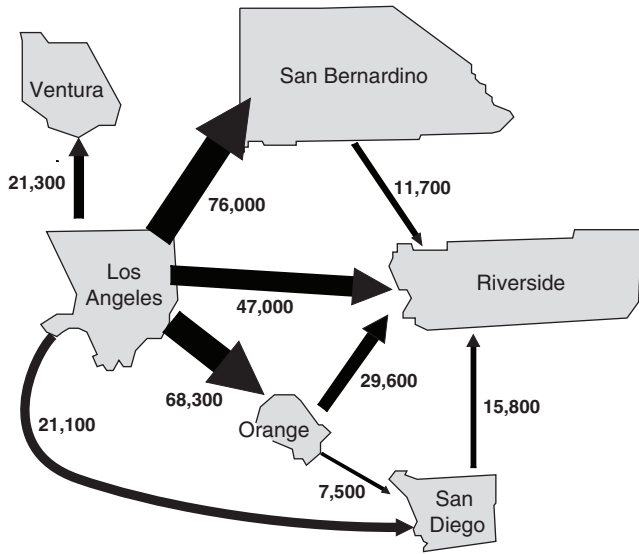 San Bernardino
Ventura
21,300
76,000
11,700
Los
Angeles
47,000
Riverside
68,300
29,600
21,100
Orange
15,800
7,500
San
Diego